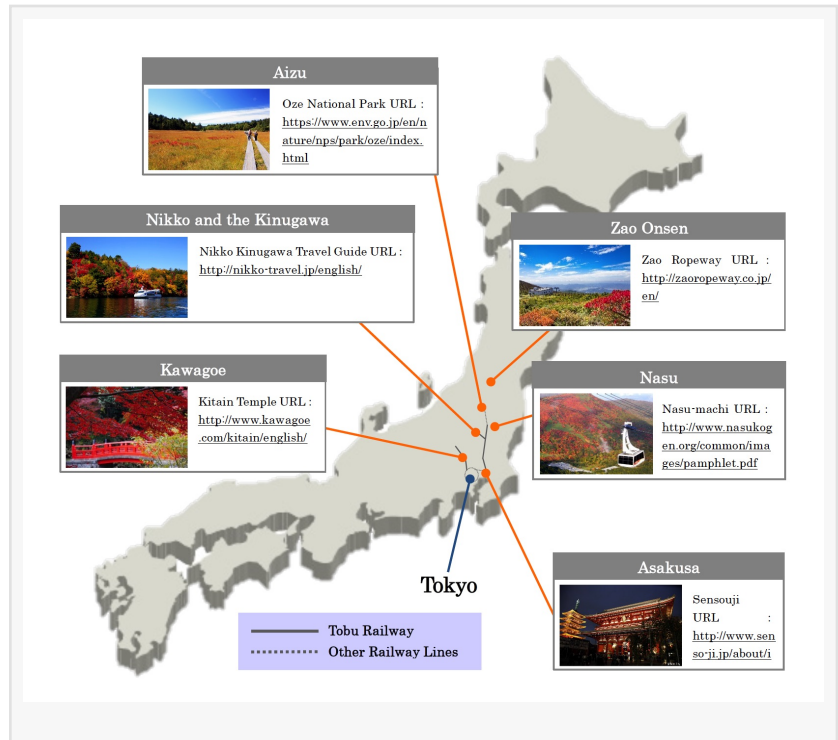 Aizu
Oze National Park URL :
https://www.env.go.jp/en/n
ature/nps/park/oze/index.
html
Nikko and the Kinugawa
Nikko Kinugawa Travel Guide URL :
http://nikko-travel.jp/english/
Zao Onsen
Zao Ropeway URL :
http://zaoropeway.co.jp/
en/
Kawagoe
Kitain Temple URL :
http://www.kawagoe
.com/kitain/english/
Nasu
Nasu-machi URL :
http://www.nasukog
en.org/common/ima
ges/pamphlet.pdf
Tokyo
Asakusa
Sensouji
URL :
http://www.sen
so-ji.jp/about/i
Tobu Railway
Other Railway Lines